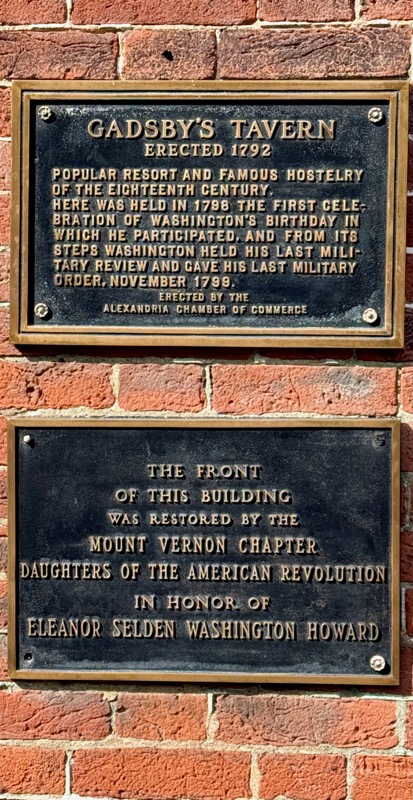 GADSBY'S TAVERN
ERECTED 1792
POPULAR RESORT AND FAMOUS HOSTELRY
OF THE EIGHTEENTH CENTURY.
HERE WAS HELD IN 1798 THE FIRST CELE-
BRATION OF WASHINGTON'S BIRTHDAY IN
WHICH HE PARTICIPATED, AND FROM ITS
STEPS WASHINGTON HELD HIS LAST MILI-
TARY REVIEW AND GAVE HIS LAST MILITARY
ORDER, NOVEMBER 1799.
ERECTED BY THE
ALEXANDRIA CHAMBER OF COMMERCE
THE FRONT
OF THIS BUILDING
WAS RESTORED BY THE
MOUNT VERNON CHAPTER
DAUGHTERS OF THE AMERICAN REVOLUTION
IN HONOR OF
ELEANOR SELDEN WASHINGTON HOWARD